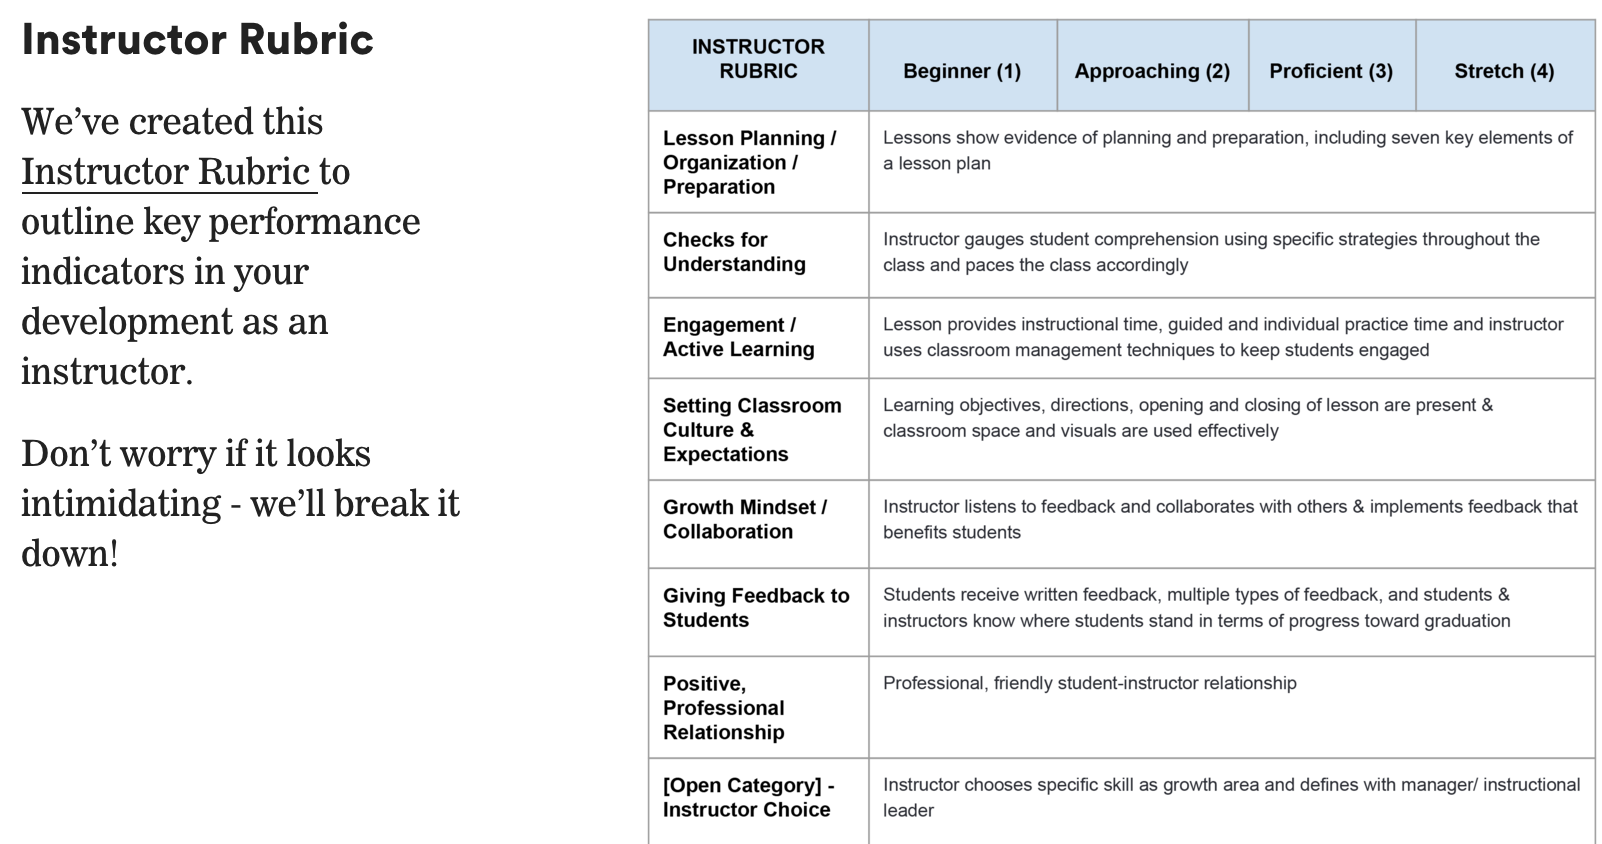 Instructor Rubric
We’ve created this
Instructor Rubric to
outline key performance
indicators in your
development as an
instructor.
Don’t worry if it looks
intimidating - we’ll break it
down!
INSTRUCTOR
RUBRIC
Beginner (1)
Approaching (2)
Proficient (3)
Stretch (4)
Lesson Planning /
Organization /
Preparation
Lessons show evidence of planning and preparation, including seven key elements of
a lesson plan
Checks for
Understanding
Instructor gauges student comprehension using specific strategies throughout the
class and paces the class accordingly
Engagement /
Active Learning
Lesson provides instructional time, guided and individual practice time and instructor
uses classroom management techniques to keep students engaged
Setting Classroom
Culture &
Expectations
Learning objectives, directions, opening and closing of lesson are present &
classroom space and visuals are used effectively
Growth Mindset /
Collaboration
Instructor listens to feedback and collaborates with others & implements feedback that
benefits students
Giving Feedback to
Students
Students receive written feedback, multiple types of feedback, and students &
instructors know where students stand in terms of progress toward graduation
Positive,
Professional
Relationship
Professional, friendly student-instructor relationship
[Open Category] -
Instructor Choice
Instructor chooses specific skill as growth area and defines with manager/ instructional
leader